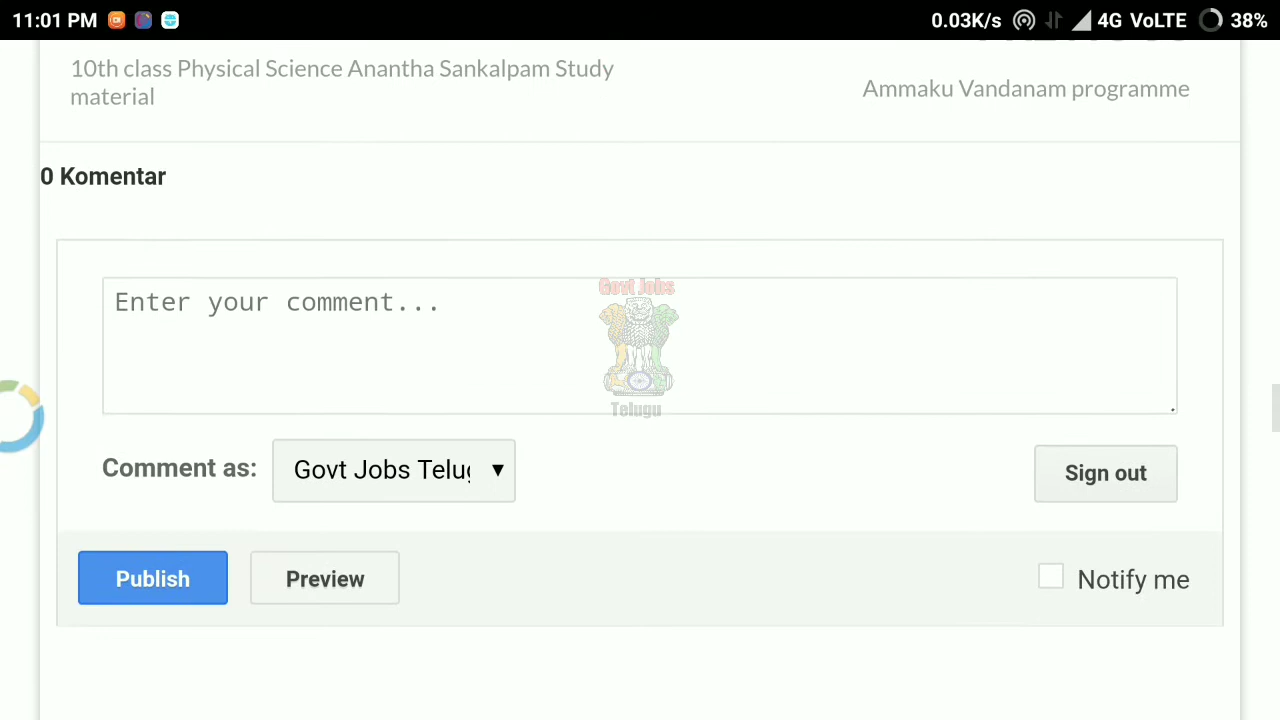 11:01 PM
0.03K/s 4G VoLTE 38%
10th class Physical Science Anantha Sankalpam Study
material
Ammaku Vandanam programme
0 Komentar
Enter your comment...
Govt Jobs
Telugu
Comment as:
Govt Jobs Telug
Sign out
Publish
Preview
Notify me